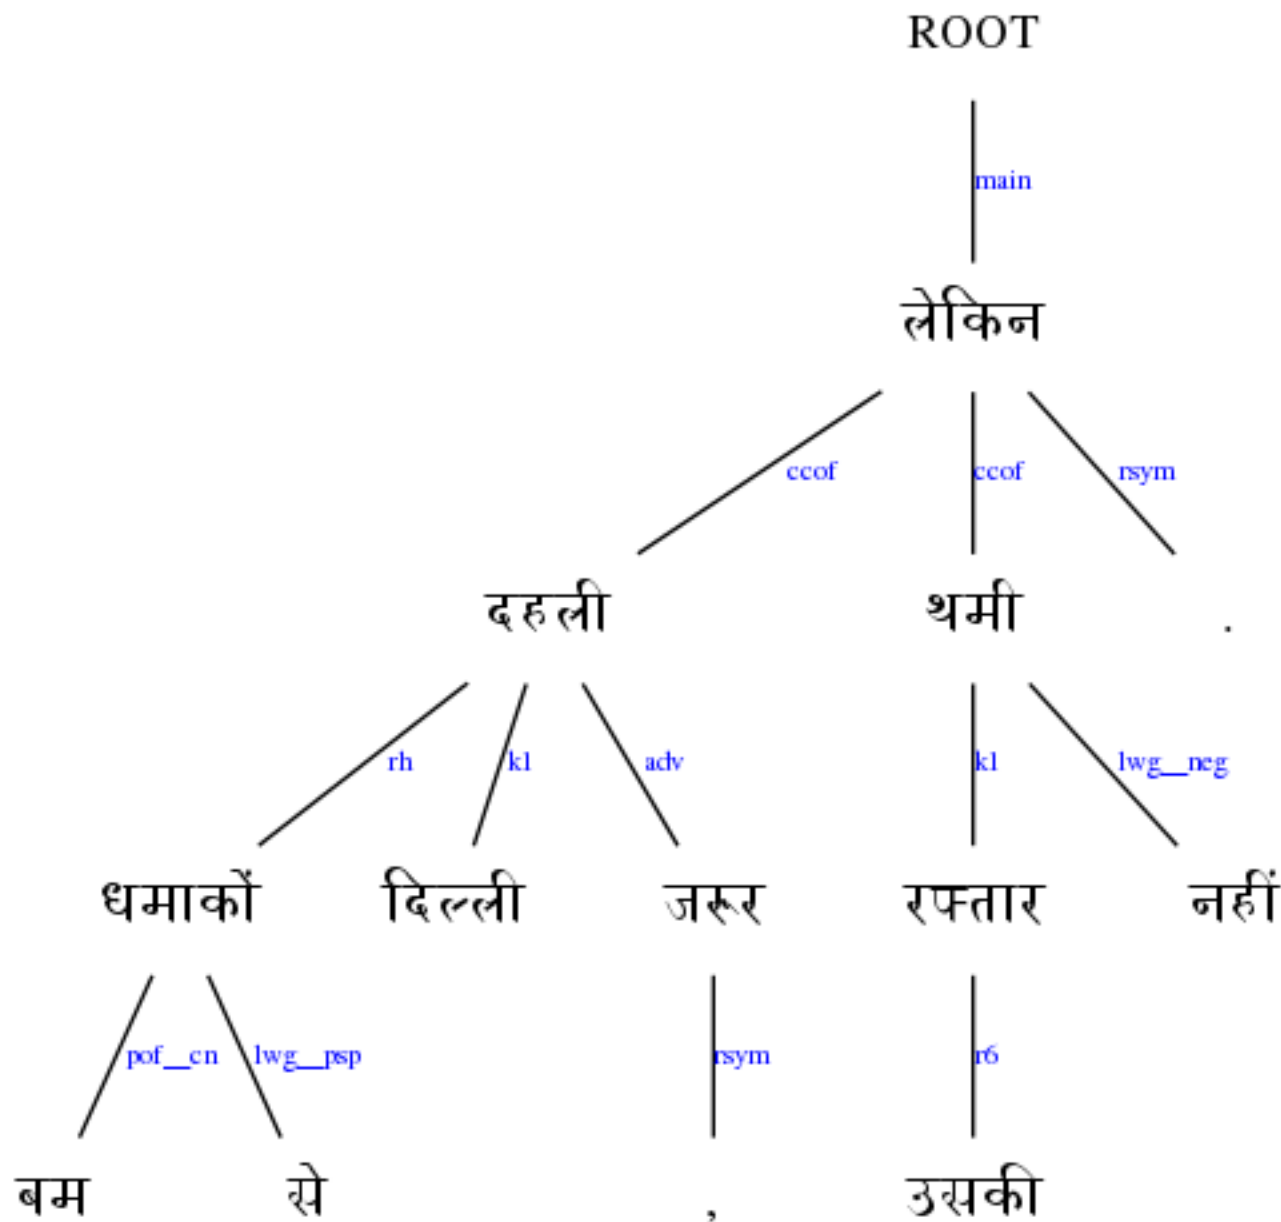 ROOT
main
लेकिन
ccof ccof rsym
दहली थमी .
rh k1 adv k1 lwg__neg
धमाकों दिल्ली जरूर रफ्तार नहीं
pof__cn lwg__psp rsym r6
बम से , उसकी